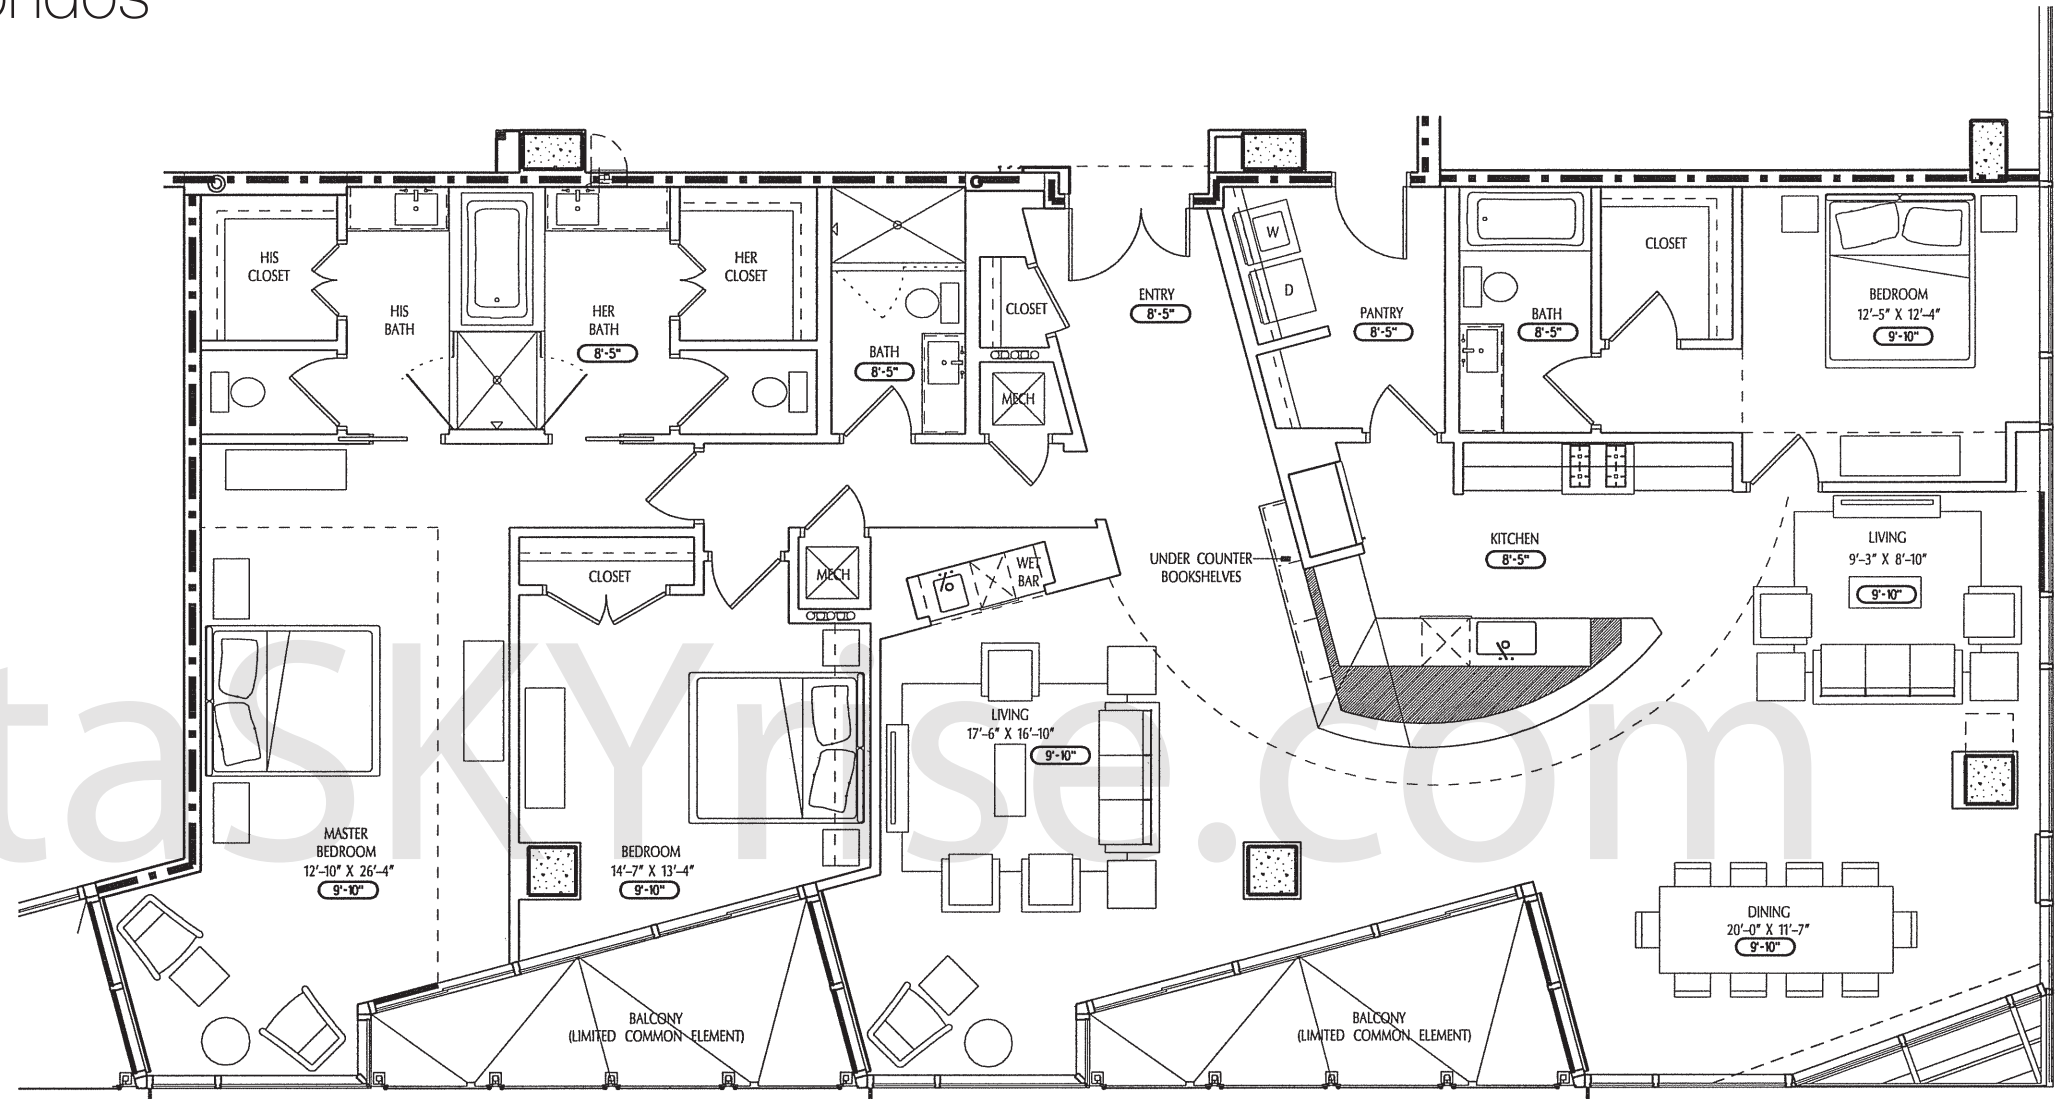 ondos
HIS
CLOSET
HIS
BATH
HER
BATH
8'-5"
HER
CLOSET
BATH
8'-5"
CLOSET
MECH
ENTRY
8'-5"
W
D
PANTRY
8'-5"
BATH
8'-5"
CLOSET
BEDROOM
12'-5" X 12'-4"
9'-10"
CLOSET
MECH
WET
BAR
UNDER COUNTER
BOOKSHELVES
KITCHEN
8'-5"
LIVING
9'-3" X 8'-10"
9'-10"
LIVING
17'-6" X 16'-10"
9'-10"
taSKYrise.com
MASTER
BEDROOM
12'-10" X 26'-4"
9'-10"
BEDROOM
14'-7" X 13'-4"
9'-10"
DINING
20'-0" X 11'-7"
9'-10"
BALCONY
(LIMITED COMMON ELEMENT)
BALCONY
(LIMITED COMMON ELEMENT)